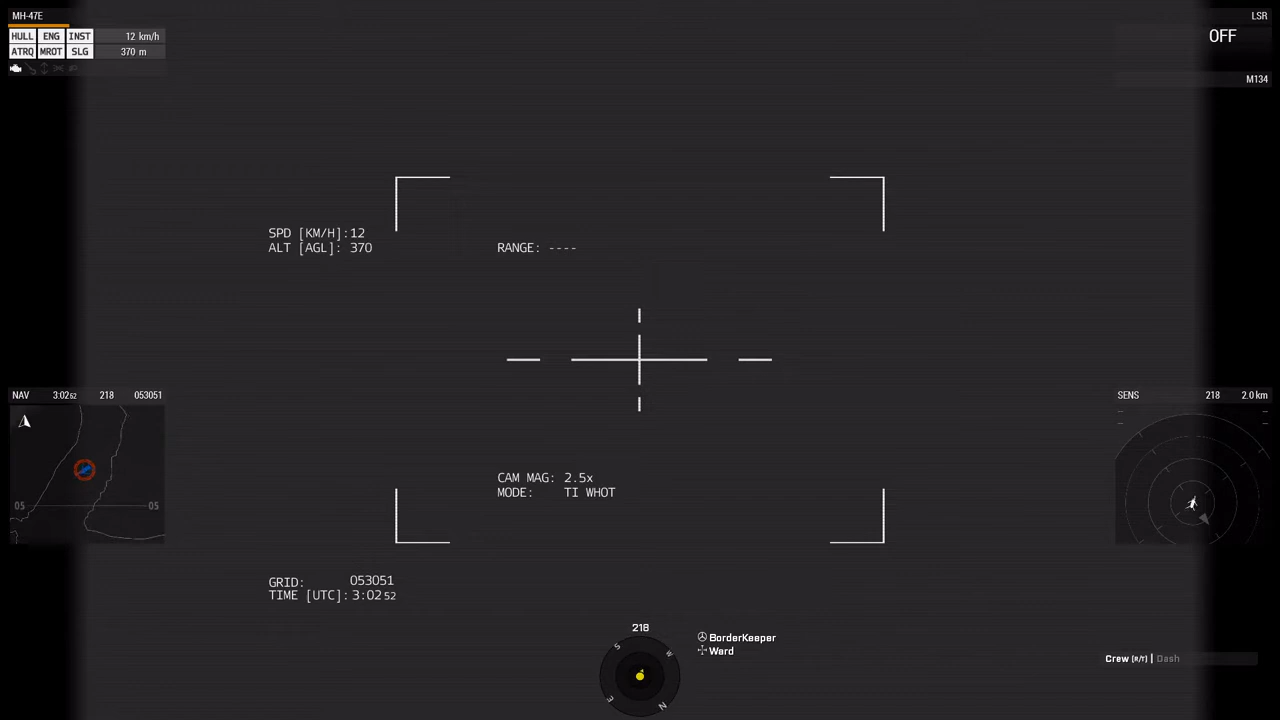 MH-47E
HULL ENG INST 12 km/h
ATRQ MROT SLG 370 m
LSR
OFF
M134
SPD [KM/H]: 12
ALT [AGL]: 370
RANGE: ----
NAV 3:02 52 218 053051
05 05
SENS 218 2.0 km
CAM MAG: 2.5x
MODE: TI WHOT
GRID: 053051
TIME [UTC]: 3:02 52
218
S W
E N
BorderKeeper
Ward
Crew (R/T) | Dash